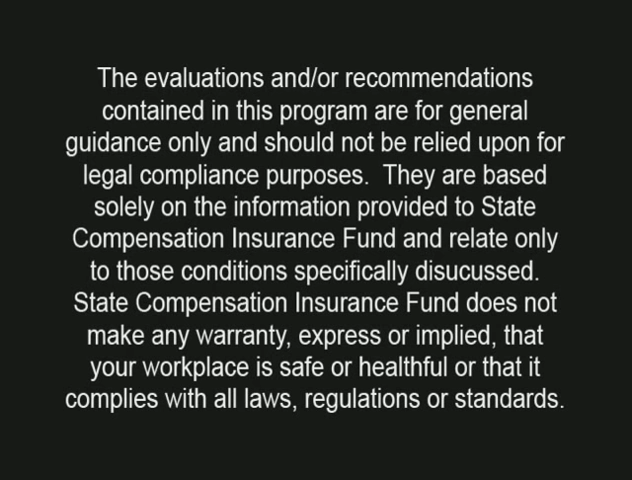 The evaluations and/or recommendations
contained in this program are for general
guidance only and should not be relied upon for
legal compliance purposes.  They are based
solely on the information provided to State
Compensation Insurance Fund and relate only
to those conditions specifically disucussed.
State Compensation Insurance Fund does not
make any warranty, express or implied, that
your workplace is safe or healthful or that it
complies with all laws, regulations or standards.